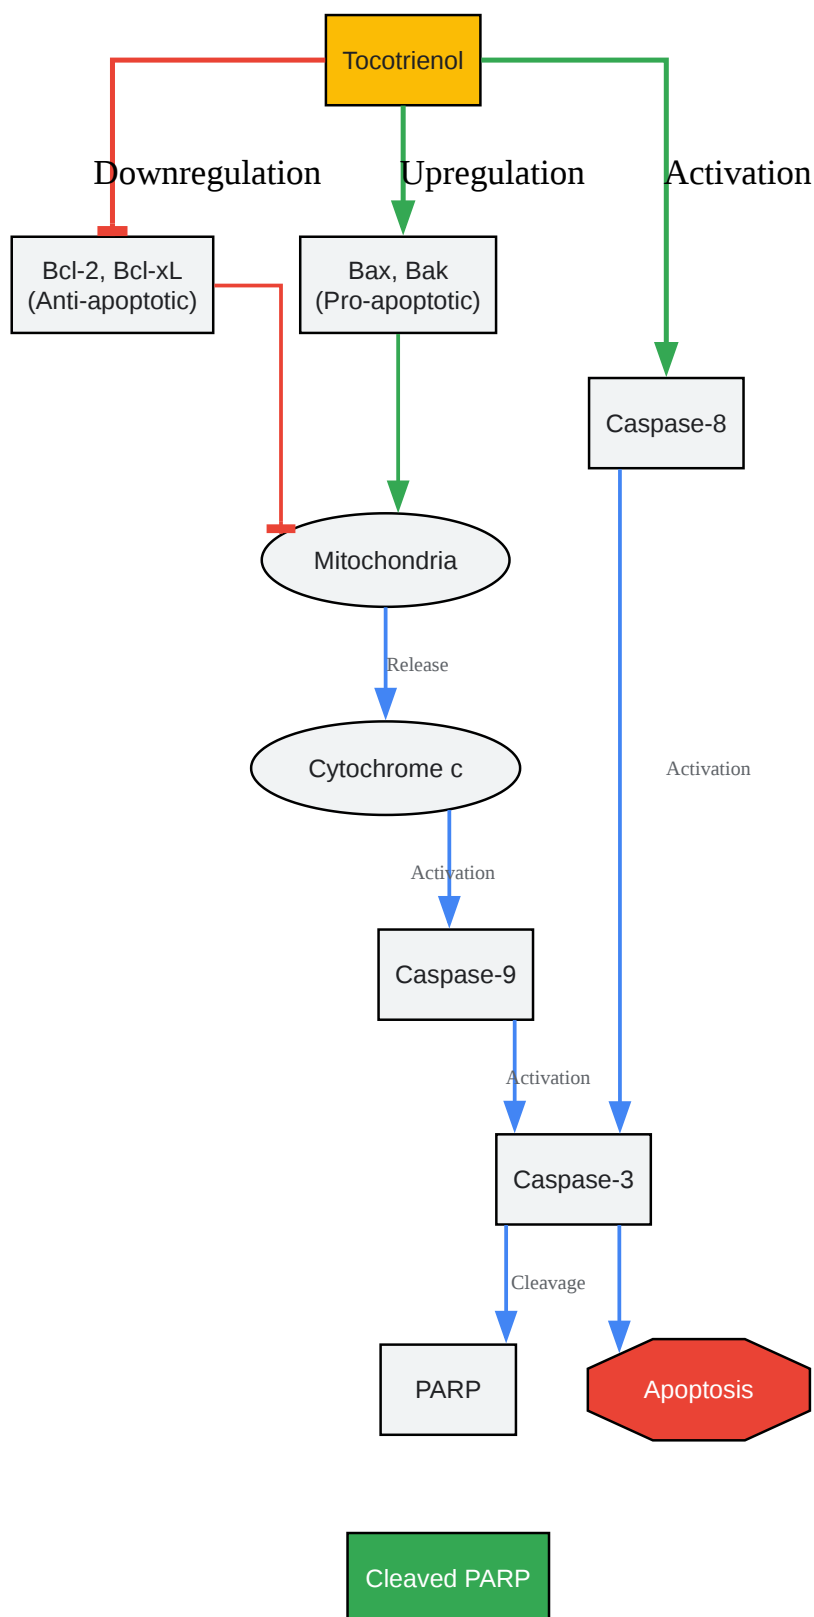 Tocotrienol
Downregulation
Upregulation
Activation
Bcl-2, Bcl-xL
(Anti-apoptotic)
Bax, Bak
(Pro-apoptotic)
Caspase-8
Mitochondria
Release
Cytochrome c
Activation
Activation
Caspase-9
Activation
Caspase-3
Cleavage
PARP
Apoptosis
Cleaved PARP